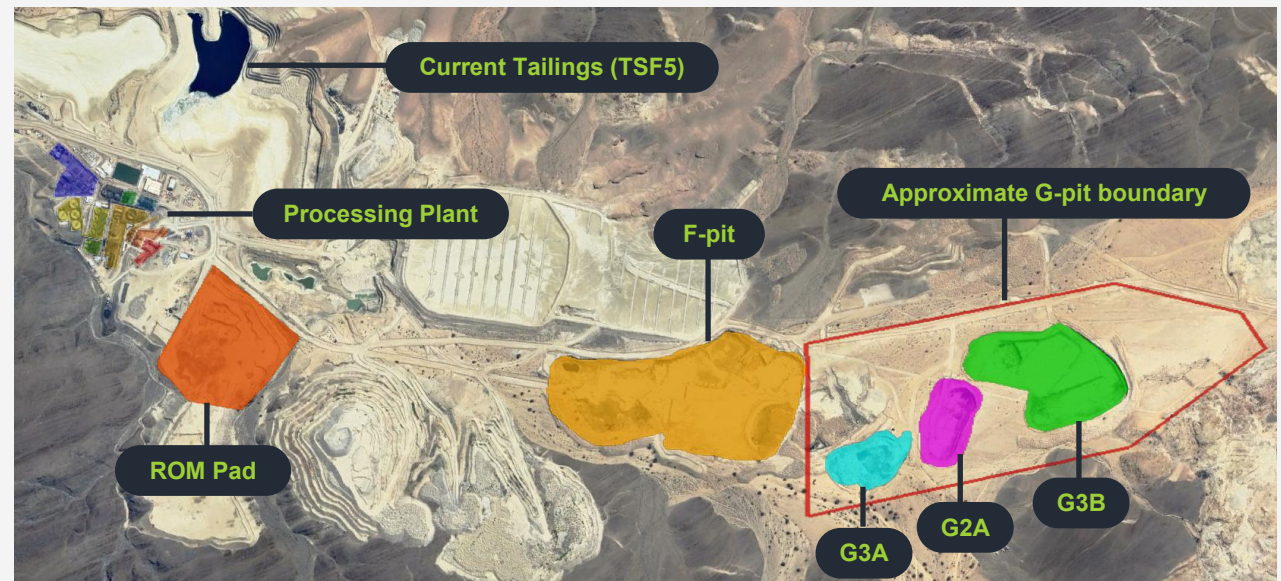 Current Tailings (TSF5)
Processing Plant
Approximate G-pit boundary
F-pit
ROM Pad
G3A
G2A
G3B